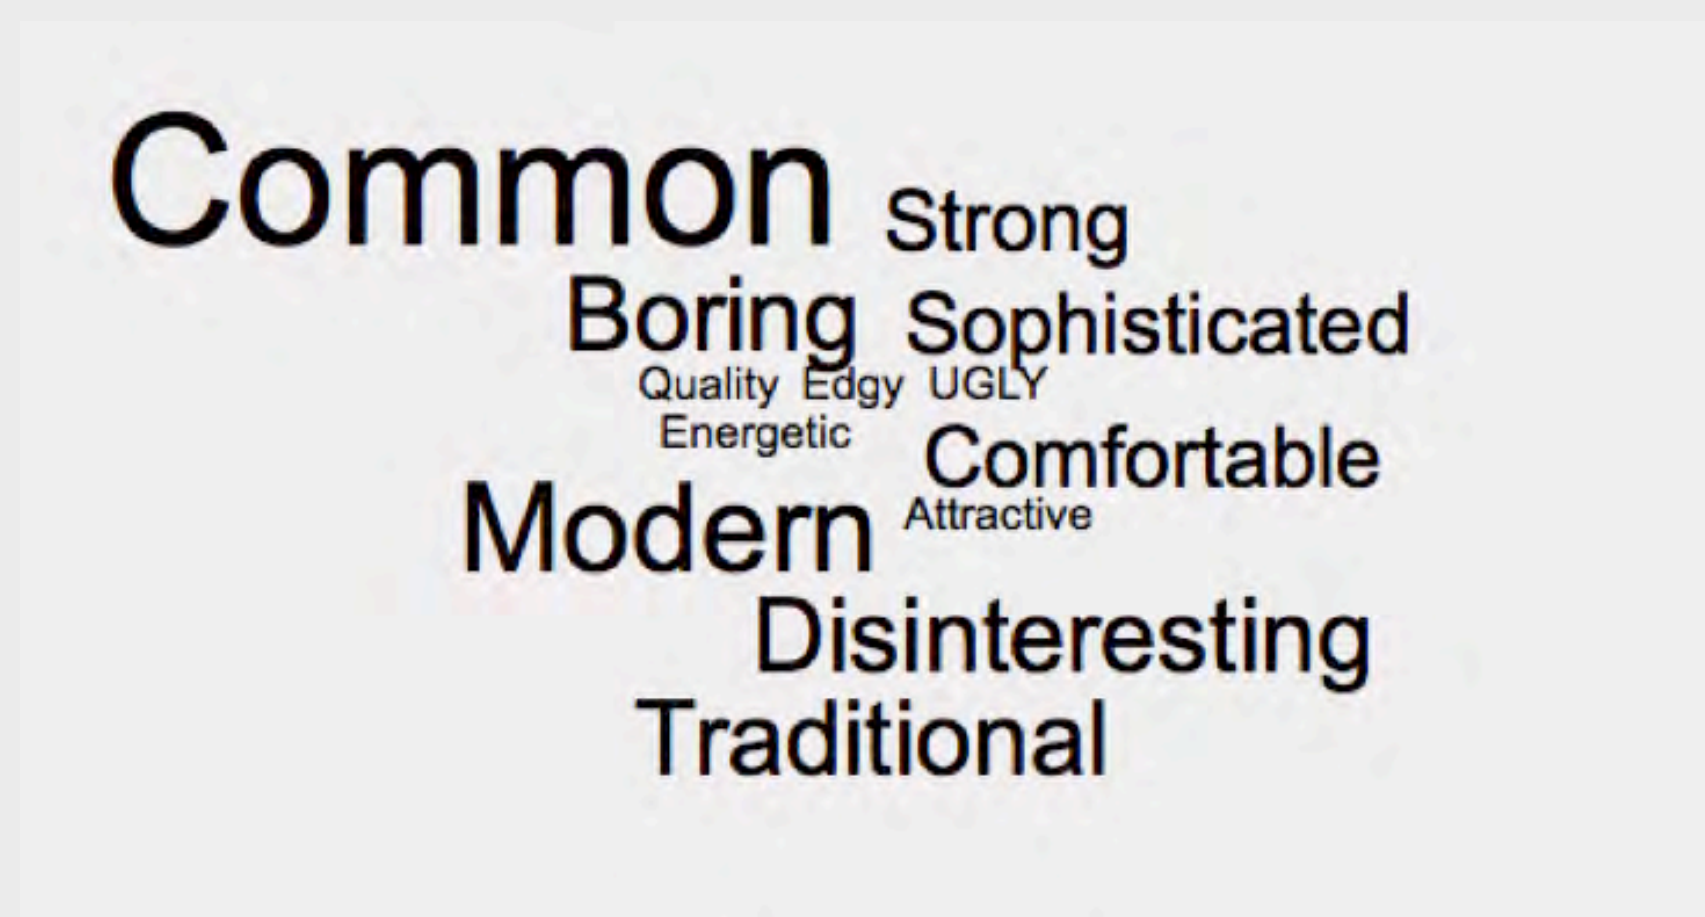 Common Strong
Boring Sophisticated
Quality Edgy UGLY
Energetic Comfortable
Modern Attractive
Disinteresting
Traditional